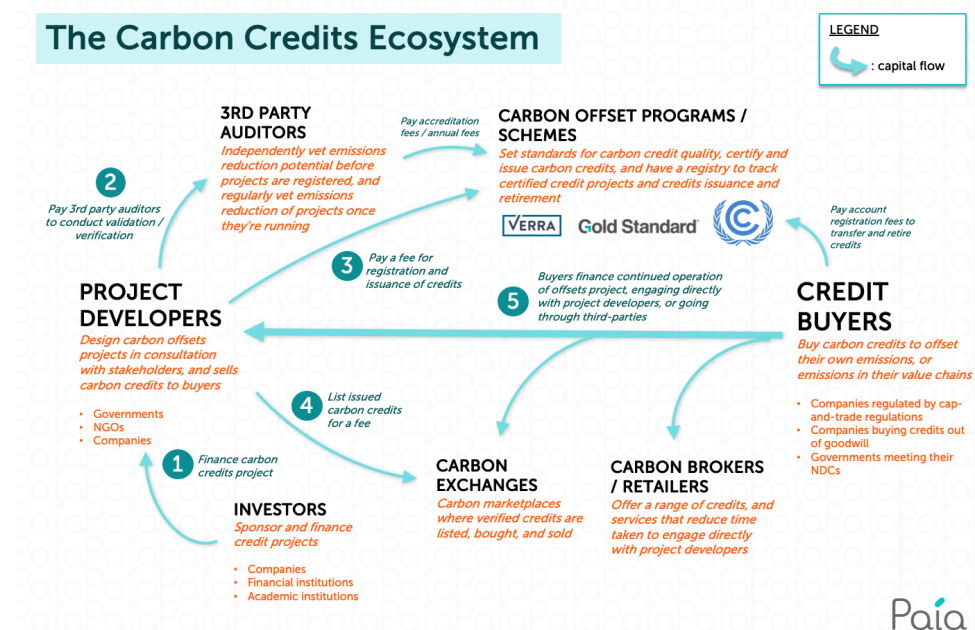 The Carbon Credits Ecosystem
LEGEND
: capital flow
3RD PARTY
AUDITORS
Independently vet emissions
reduction potential before
projects are registered, and
regularly vet emissions
reduction of projects once
they're running
Pay accreditation
fees / annual fees
CARBON OFFSET PROGRAMS /
SCHEMES
Set standards for carbon credit quality, certify and
issue carbon credits, and have a registry to track
certified credit projects and credits issuance and
retirement
VERRA
Gold Standard
2
Pay 3rd party auditors
to conduct validation /
verification
Pay account
registration fees to
transfer and retire
credits
3
Pay a fee for
registration and
issuance of credits
5
Buyers finance continued operation
of offsets project, engaging directly
with project developers, or going
through third-parties
PROJECT
DEVELOPERS
Design carbon offsets
projects in consultation
with stakeholders, and sells
carbon credits to buyers
• Governments
• NGOs
• Companies
CREDIT
BUYERS
Buy carbon credits to offset
their own emissions, or
emissions in their value chains
• Companies regulated by cap-
and-trade regulations
• Companies buying credits out
of goodwill
• Governments meeting their
NDCs
4
List issued
carbon credits
for a fee
1
Finance carbon
credits project
CARBON
EXCHANGES
Carbon marketplaces
where verified credits are
listed, bought, and sold
CARBON BROKERS
/ RETAILERS
Offer a range of credits, and
services that reduce time
taken to engage directly
with project developers
INVESTORS
Sponsor and finance
credit projects
• Companies
• Financial institutions
• Academic institutions
Paia